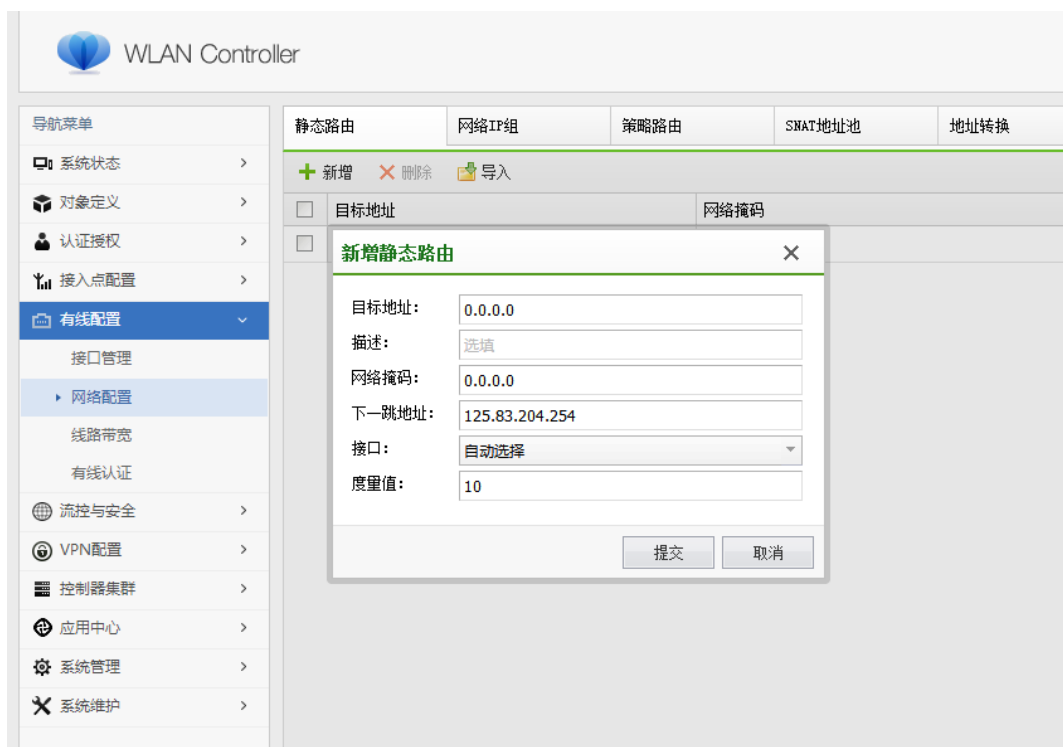 WLAN Controller
导航菜单
系统状态
对象定义
认证授权
接入点配置
有线配置
接口管理
网络配置
线路带宽
有线认证
流控与安全
VPN配置
控制器集群
应用中心
系统管理
系统维护
静态路由 网络IP组 策略路由 SNAT地址池 地址转换
新增 删除 导入
目标地址 网络掩码
新增静态路由
目标地址: 0.0.0.0
描述: 选填
网络掩码: 0.0.0.0
下一跳地址: 125.83.204.254
接口: 自动选择
度量值: 10
提交 取消